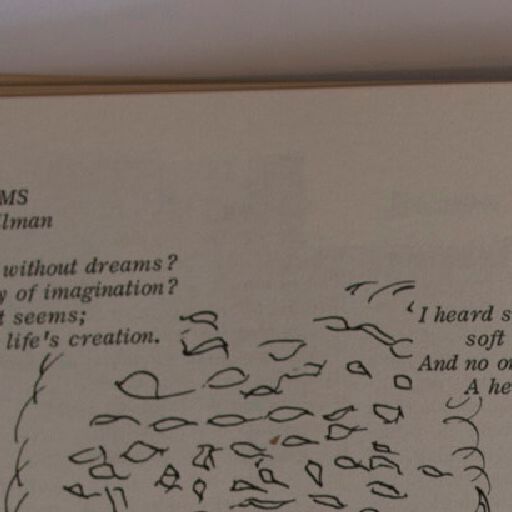 MS
lman
without dreams?
y of imagination?
t seems;
life's creation.
'I heard s
soft
And no o
A he